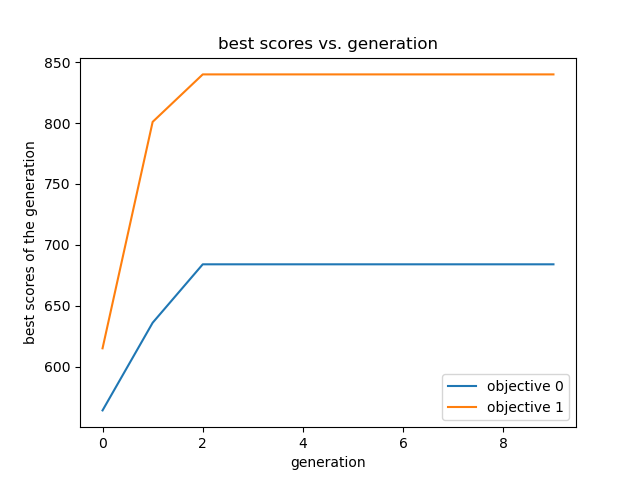 best scores vs. generation
best scores of the generation
850
800
750
700
650
600
0 2 4 6 8
generation
objective 0
objective 1